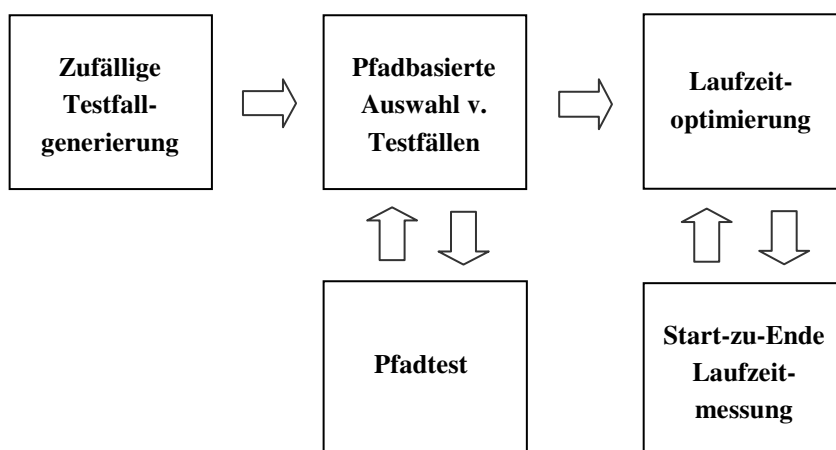 Zufällige
Testfall-
generierung
Pfadbasierte
Auswahl v.
Testfällen
Laufzeit-
optimierung
Pfadtest
Start-zu-Ende
Laufzeit-
messung